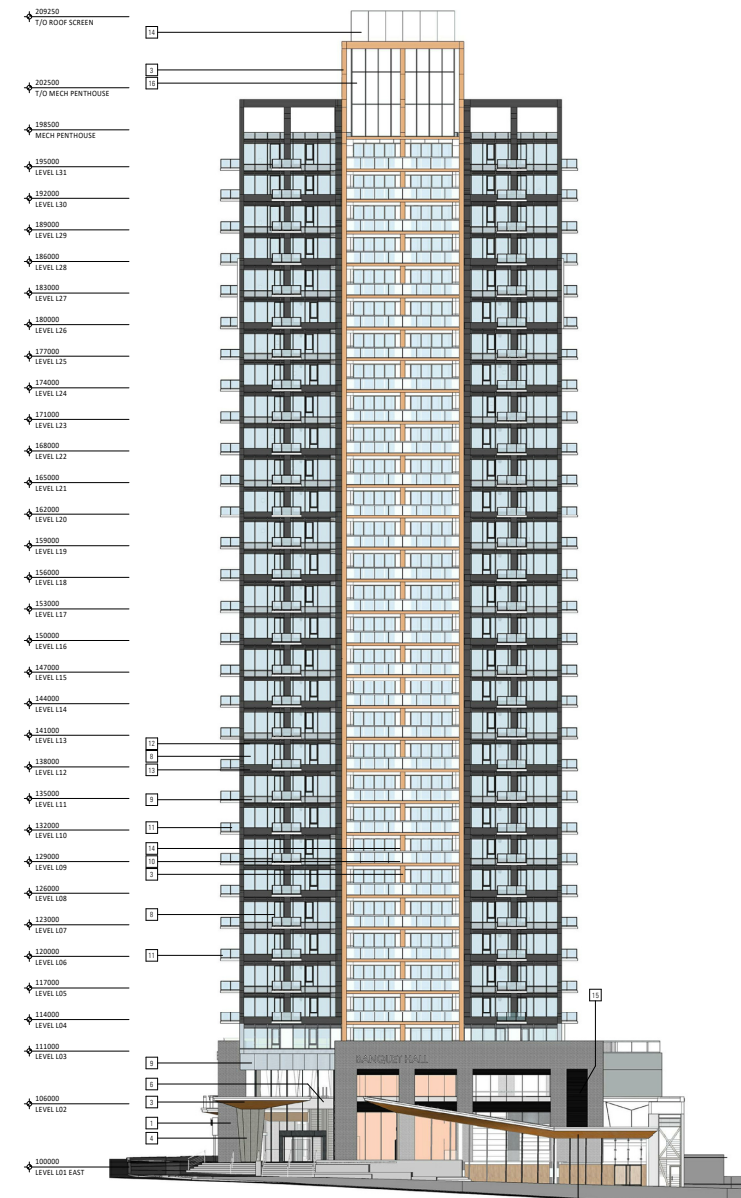 209250
T/O ROOF SCREEN
14
3
16
202500
T/O MECH PENTHOUSE
198500
MECH PENTHOUSE
195000
LEVEL L31
192000
LEVEL L30
189000
LEVEL L29
186000
LEVEL L28
183000
LEVEL L27
180000
LEVEL L26
177000
LEVEL L25
174000
LEVEL L24
171000
LEVEL L23
168000
LEVEL L22
165000
LEVEL L21
162000
LEVEL L20
159000
LEVEL L19
156000
LEVEL L18
153000
LEVEL L17
150000
LEVEL L16
147000
LEVEL L15
144000
LEVEL L14
141000
LEVEL L13
12
8
138000
LEVEL L12
13
135000
LEVEL L11
9
132000
LEVEL L10
11
129000
LEVEL L09
14
10
3
126000
LEVEL L08
123000
LEVEL L07
8
120000
LEVEL L06
11
117000
LEVEL L05
15
114000
LEVEL L04
111000
LEVEL L03
BANQUET HALL
9
6
106000
LEVEL L02
3
1
4
100000
LEVEL L01 EAST